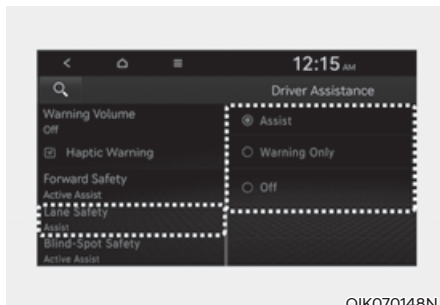 12:15 AM
Driver Assistance
Warning Volume
Off
Haptic Warning
Forward Safety
Active Assist
Lane Safety
Assist
Blind-Spot Safety
Active Assist
Assist
Warning Only
Off
OIK070148N